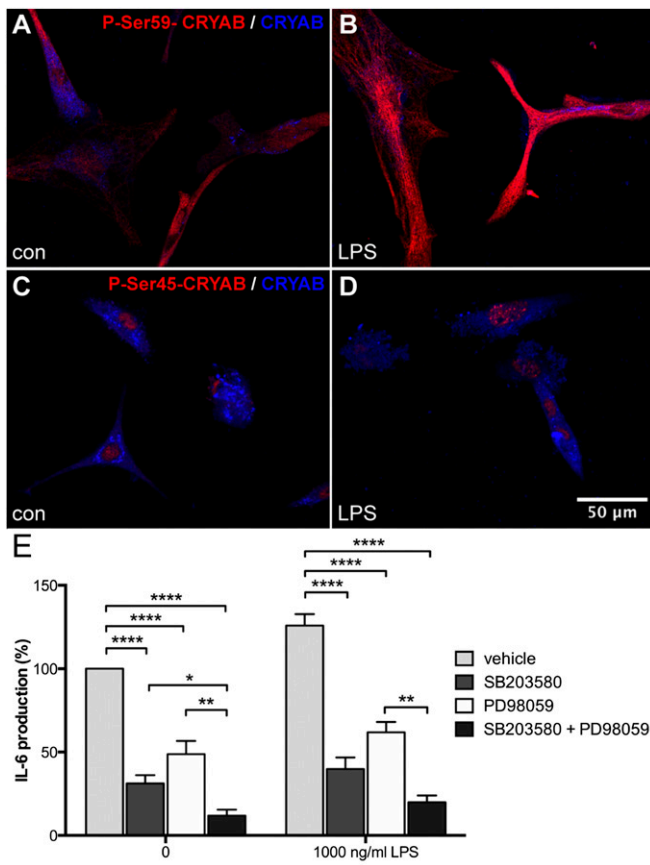 A P-Ser59- CRYAB / CRYAB
con
B
LPS
C P-Ser45-CRYAB / CRYAB
con
D
50 µm
LPS
E
IL-6 production (%)
150
100
50
0
****
****
****
*
**
****
****
****
**
0
1000 ng/ml LPS
vehicle
SB203580
PD98059
SB203580 + PD98059